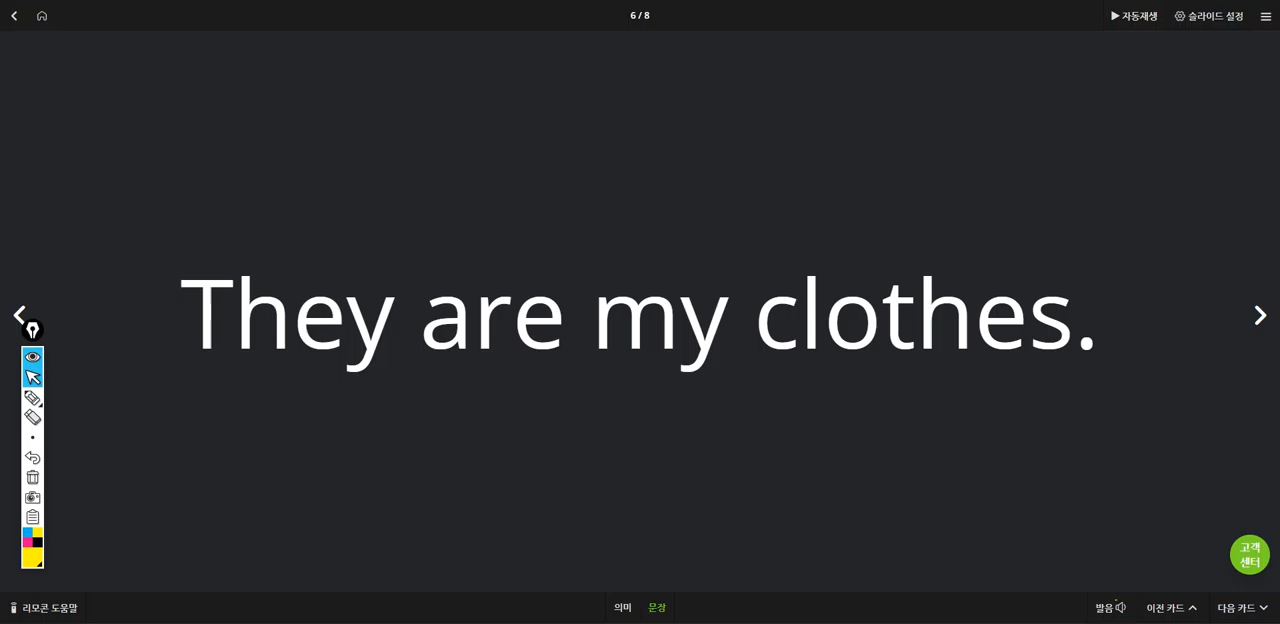 6 / 8
자동재생
슬라이드 설정
They are my clothes.
고객
센터
리모콘 도움말
의미
문장
발음
이전 카드
다음 카드